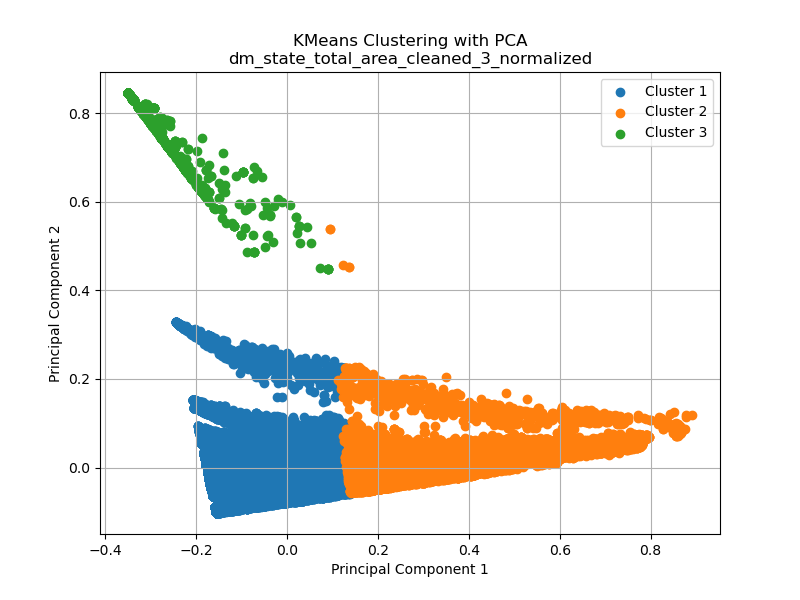 KMeans Clustering with PCA
dm_state_total_area_cleaned_3_normalized
Cluster 1
Cluster 2
Cluster 3
Principal Component 2
0.8
0.6
0.4
0.2
0.0
−0.4
−0.2
0.0
0.2
0.4
0.6
0.8
Principal Component 1